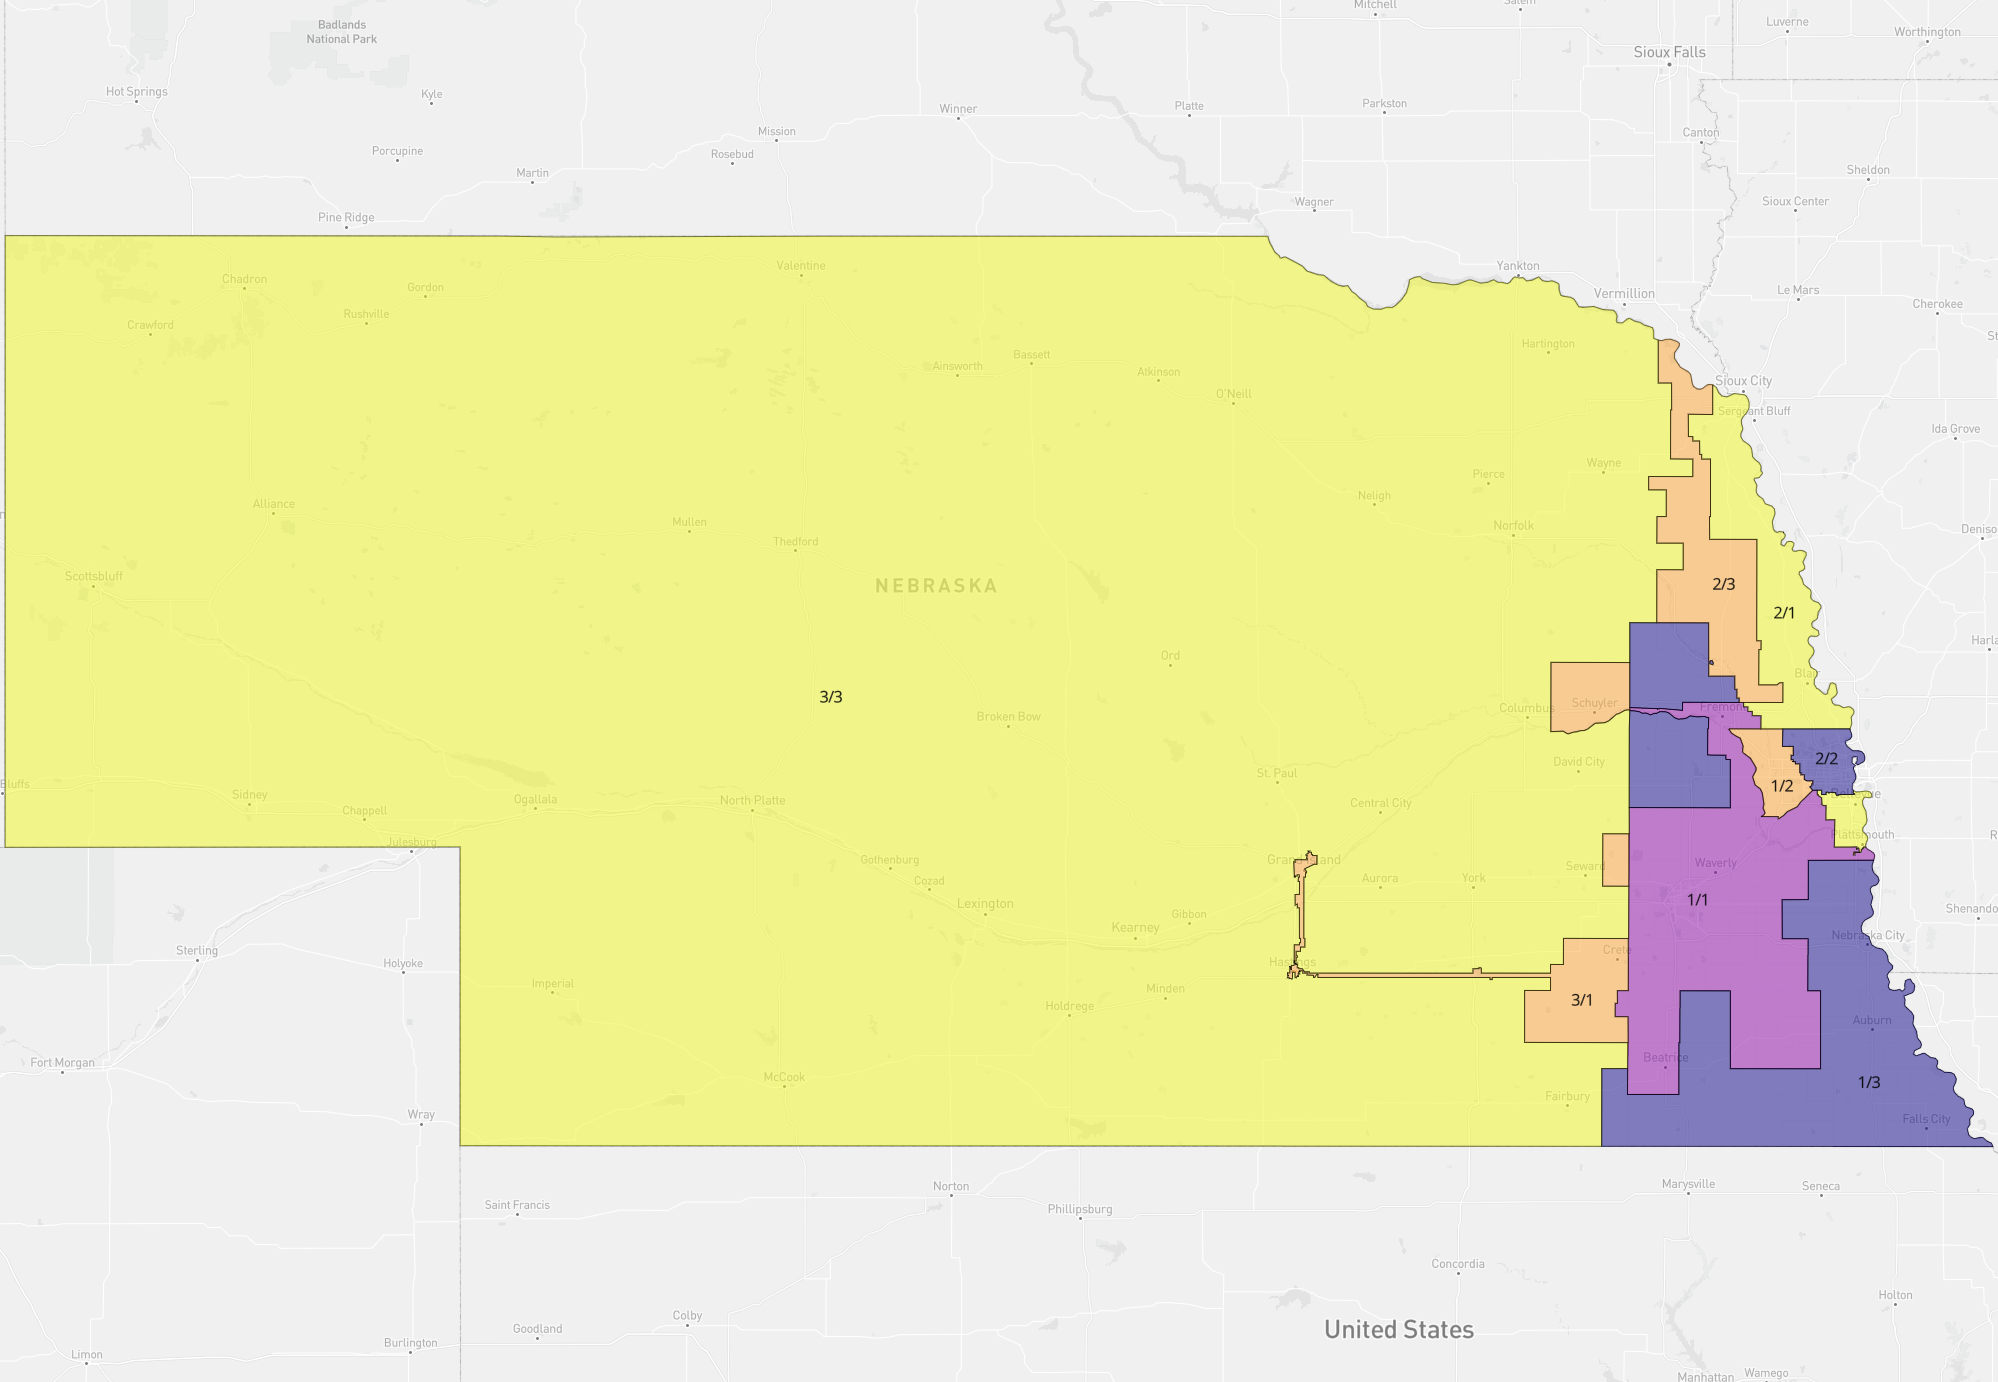 Mitchell
Salem
Badlands
National Park
Luverne
Worthington
Sioux Falls
Hot Springs
Kyle
Winner
Platte
Parkston
Mission
Canton
Porcupine
Rosebud
Martin
Sheldon
Pine Ridge
Wagner
Sioux Center
Yankton
Valentine
Chadron
Gordon
Vermillion
Le Mars
Cherokee
Rushville
Crawford
Hartington
Bassett
Ainsworth
Atkinson
O'Neill
Sioux City
Sergeant Bluff
Ida Grove
Wayne
Pierce
Neligh
Alliance
Mullen
Norfolk
Thedford
Scottsbluff
NEBRASKA
2/3
2/1
Ord
Blair
3/3
Schuyler
Columbus
Fremont
Broken Bow
David City
2/2
St. Paul
1/2
Bluffs
Sidney
Chappell
Ogallala
North Platte
Central City
Bellevue
Plattsmouth
Julesburg
Gothenburg
Grand Island
Seward
Waverly
Cozad
Aurora
York
Lexington
1/1
Gibbon
Kearney
Nebraska City
Sterling
Holyoke
Crete
Hastings
Imperial
Minden
Holdrege
3/1
Auburn
Fort Morgan
Beatrice
McCook
1/3
Fairbury
Wray
Falls City
Norton
Marysville
Seneca
Saint Francis
Phillipsburg
Concordia
Holton
Colby
Goodland
United States
Burlington
Limon
Wamego
Manhattan